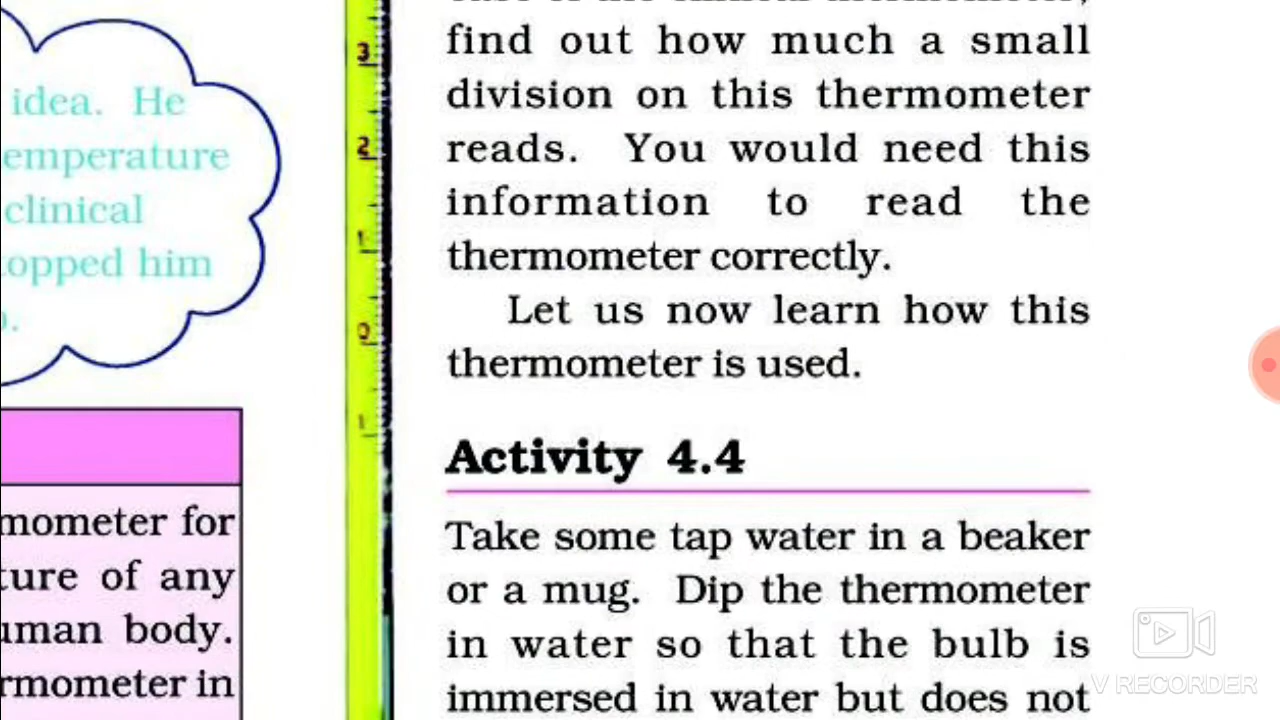 idea. He
emperature
clinical
opped him
3
2
1
0
1
find out how much a small
division on this thermometer
reads. You would need this
information to read the
thermometer correctly.
Let us now learn how this
thermometer is used.
Activity 4.4
Take some tap water in a beaker
or a mug. Dip the thermometer
in water so that the bulb is
immersed in water but does not
mometer for
ture of any
uman body.
rmometer in
V RECORDER